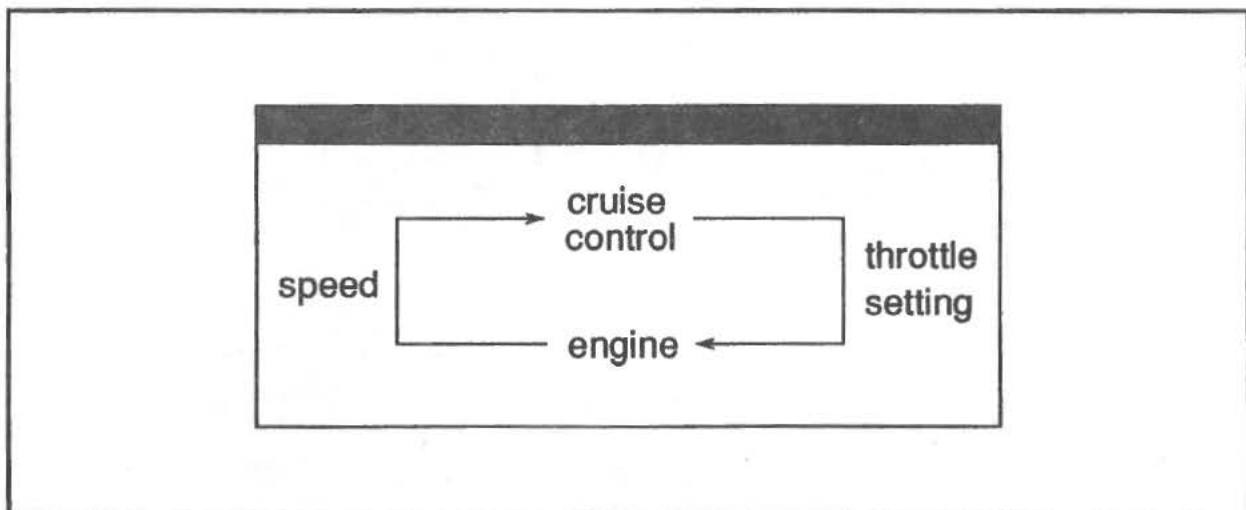 cruise
control
speed
throttle
setting
engine